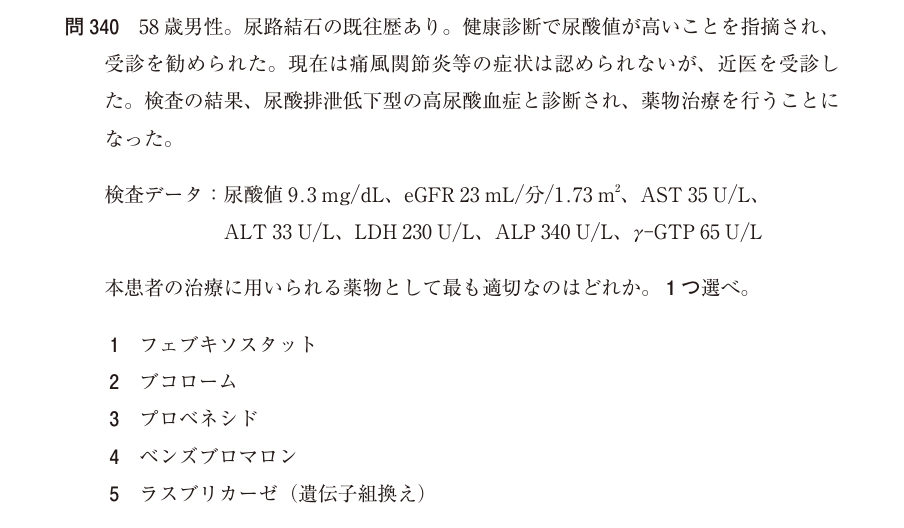 問 340　58 歳男性。尿路結石の既往歴あり。健康診断で尿酸値が高いことを指摘され、
受診を勧められた。現在は痛風関節炎等の症状は認められないが、近医を受診し
た。検査の結果、尿酸排泄低下型の高尿酸血症と診断され、薬物治療を行うことに
なった。
検査データ：尿酸値 9.3 mg/dL、eGFR 23 mL/分/1.73 m²、AST 35 U/L、
ALT 33 U/L、LDH 230 U/L、ALP 340 U/L、γ-GTP 65 U/L
本患者の治療に用いられる薬物として最も適切なのはどれか。1つ選べ。
1　フェブキソスタット
2　ブコローム
3　プロベネシド
4　ベンズブロマロン
5　ラスブリカーゼ（遺伝子組換え）